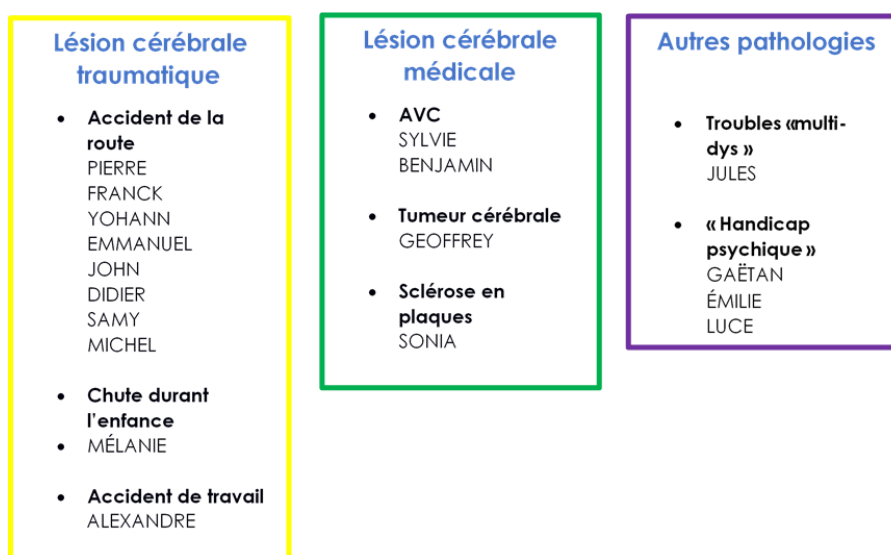 Lésion cérébrale
traumatique
• Accident de la
route
PIERRE
FRANCK
YOHANN
EMMANUEL
JOHN
DIDIER
SAMY
MICHEL
• Chute durant
l’enfance
• MÉLANIE
• Accident de travail
ALEXANDRE
Lésion cérébrale
médicale
• AVC
SYLVIE
BENJAMIN
• Tumeur cérébrale
GEOFFREY
• Sclérose en
plaques
SONIA
Autres pathologies
• Troubles «multi-
dys »
JULES
• « Handicap
psychique »
GAËTAN
ÉMILIE
LUCE